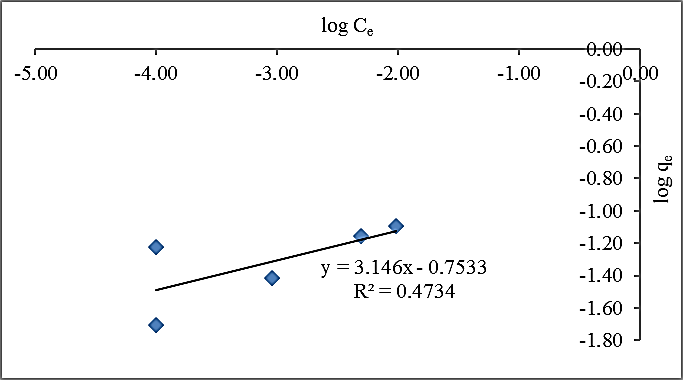 log Cₑ
-5.00 -4.00 -3.00 -2.00 -1.00 0.00
0.00
-0.20
-0.40
-0.60
-0.80
-1.00
-1.20
-1.40
-1.60
-1.80
log qₑ
y = 3.146x - 0.7533
R² = 0.4734